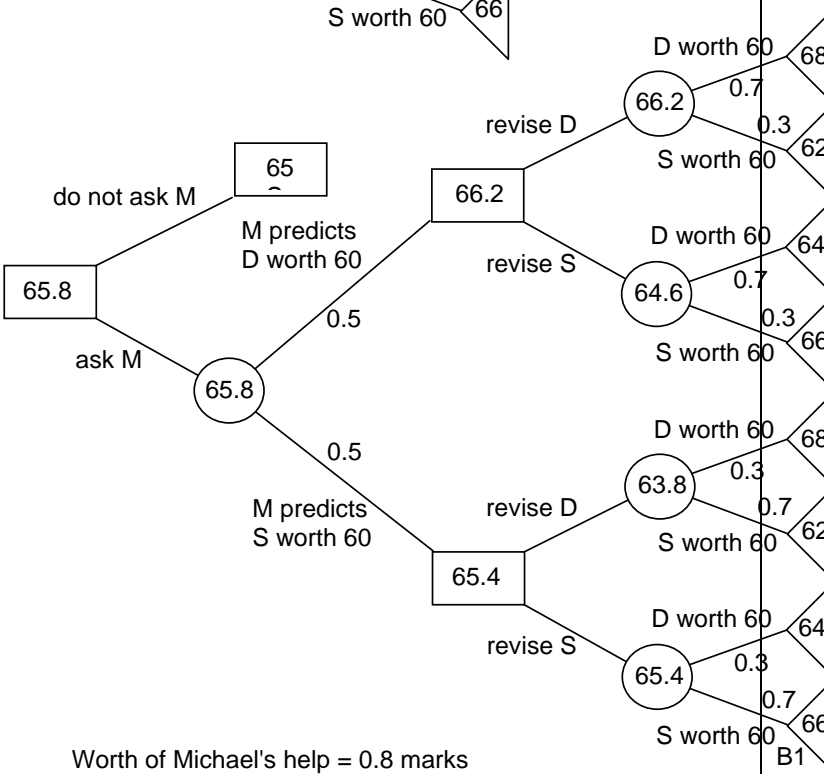 S worth 60
66
D worth 60
68
0.7
66.2
0.3
62
revise D
S worth 60
65
66.2
do not ask M
M predicts
D worth 60
D worth 60
64
revise S
0.7
64.6
65.8
0.3
0.5
66
S worth 60
ask M
65.8
D worth 60
68
0.5
0.3
63.8
0.7
M predicts
S worth 60
revise D
62
S worth 60
65.4
D worth 60
64
revise S
0.3
65.4
0.7
66
S worth 60
B1
Worth of Michael's help = 0.8 marks